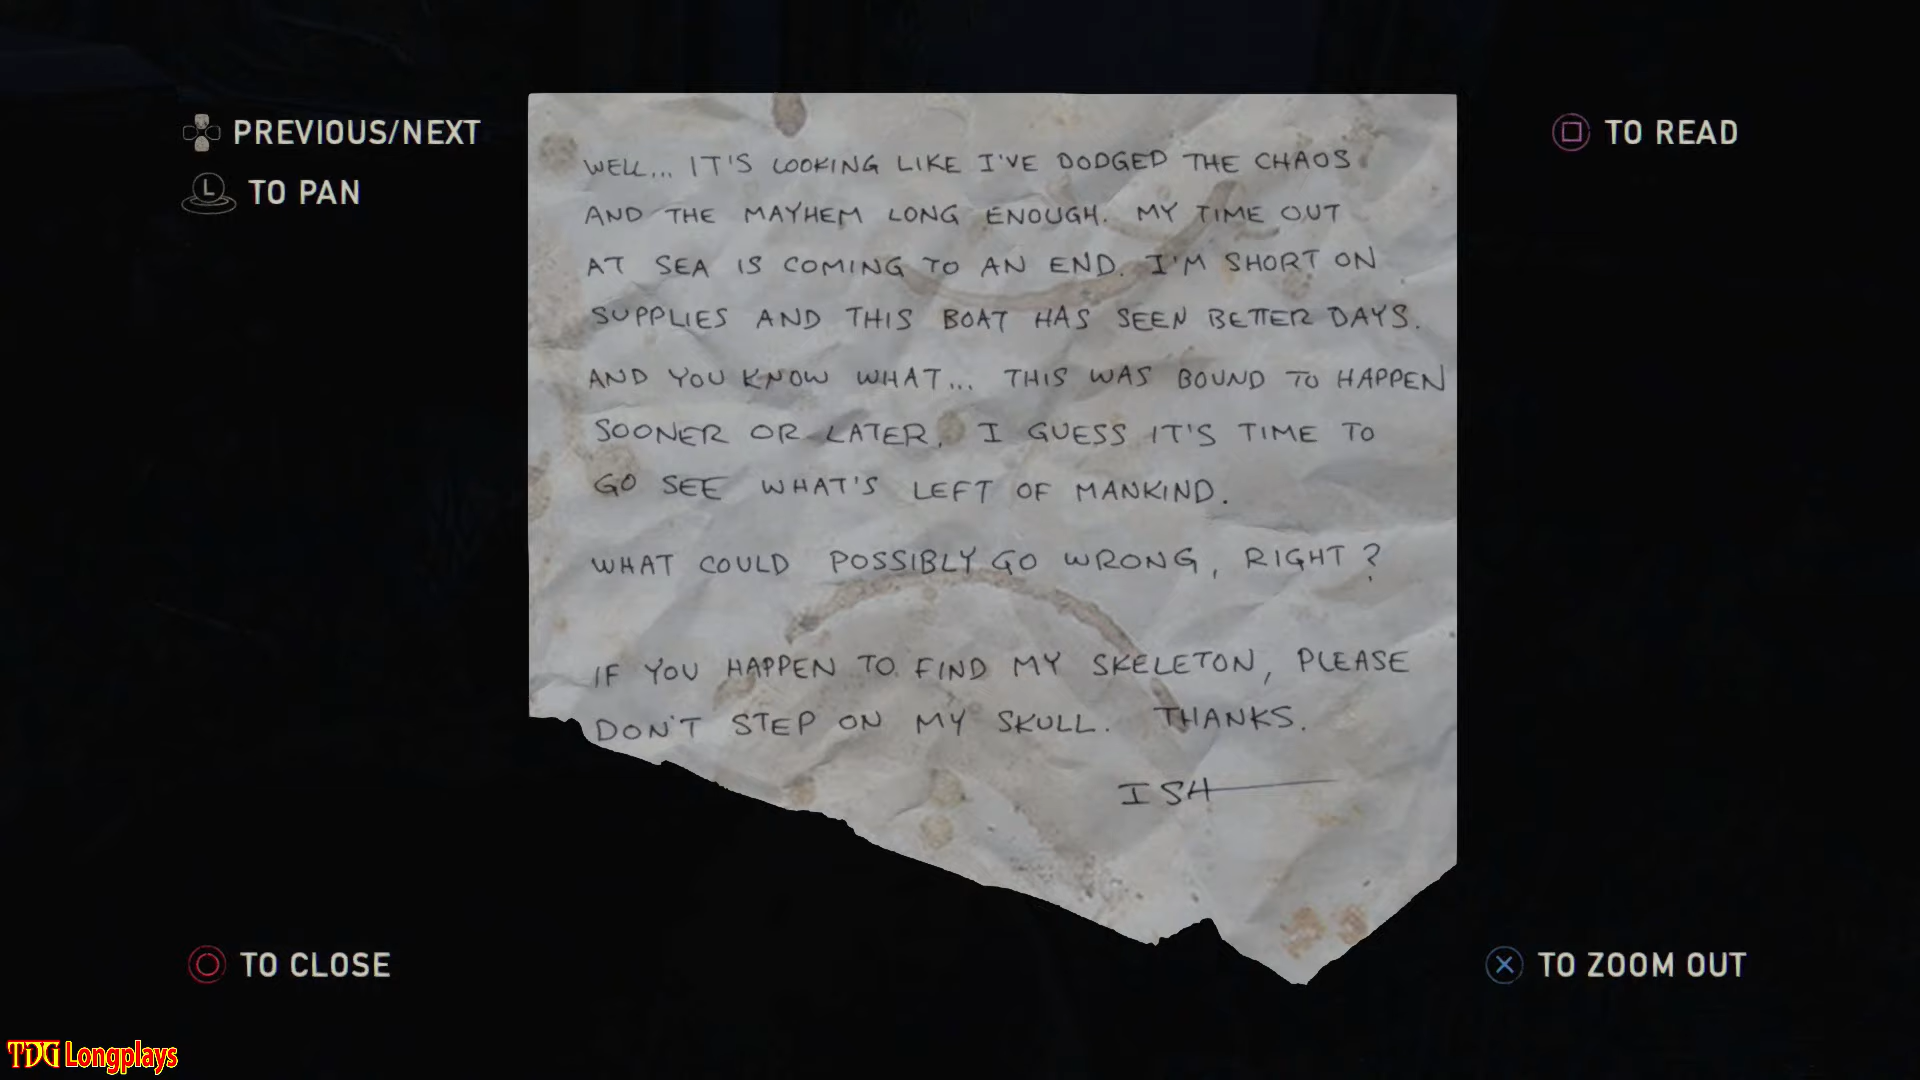 PREVIOUS/NEXT
L TO PAN
TO READ
WELL... IT'S LOOKING LIKE I'VE DODGED THE CHAOS
AND THE MAYHEM LONG ENOUGH. MY TIME OUT
AT SEA IS COMING TO AN END. I'M SHORT ON
SUPPLIES AND THIS BOAT HAS SEEN BETTER DAYS.
AND YOU KNOW WHAT... THIS WAS BOUND TO HAPPEN
SOONER OR LATER. I GUESS IT'S TIME TO
GO SEE WHAT'S LEFT OF MANKIND.
WHAT COULD POSSIBLY GO WRONG, RIGHT?
IF YOU HAPPEN TO FIND MY SKELETON, PLEASE
DON'T STEP ON MY SKULL. THANKS.
ISH
TO CLOSE
TO ZOOM OUT
TDG Longplays